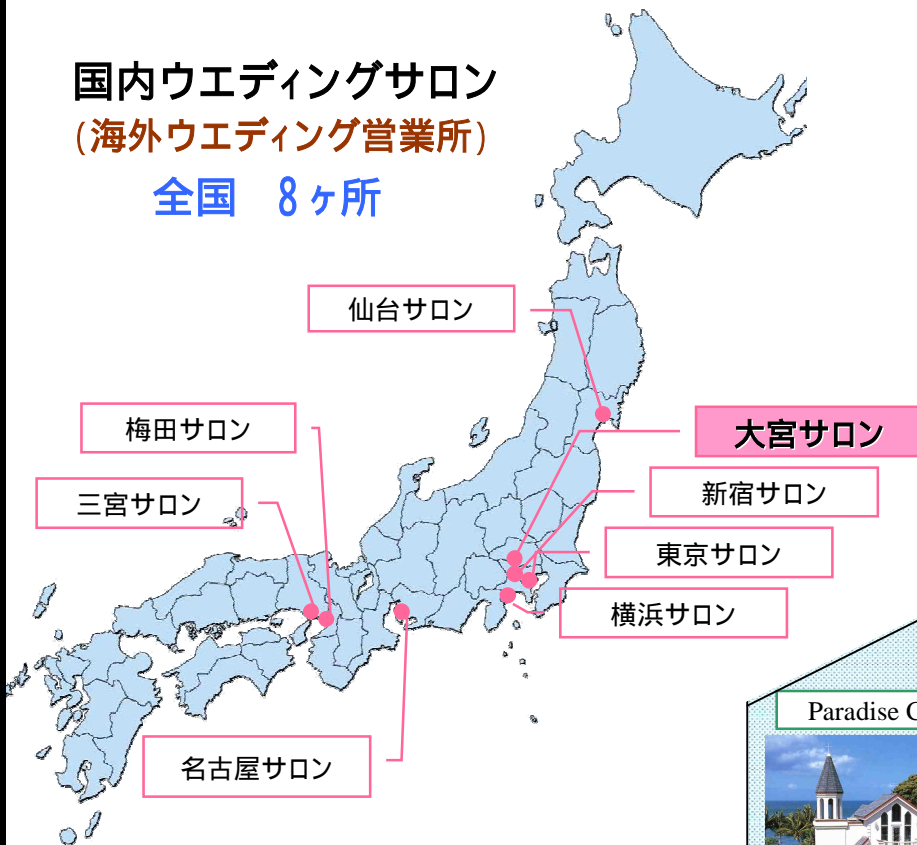 国内ウエディングサロン
(海外ウエディング営業所)
全国　8ヶ所
仙台サロン
梅田サロン
大宮サロン
三宮サロン
新宿サロン
東京サロン
横浜サロン
名古屋サロン
Paradise C